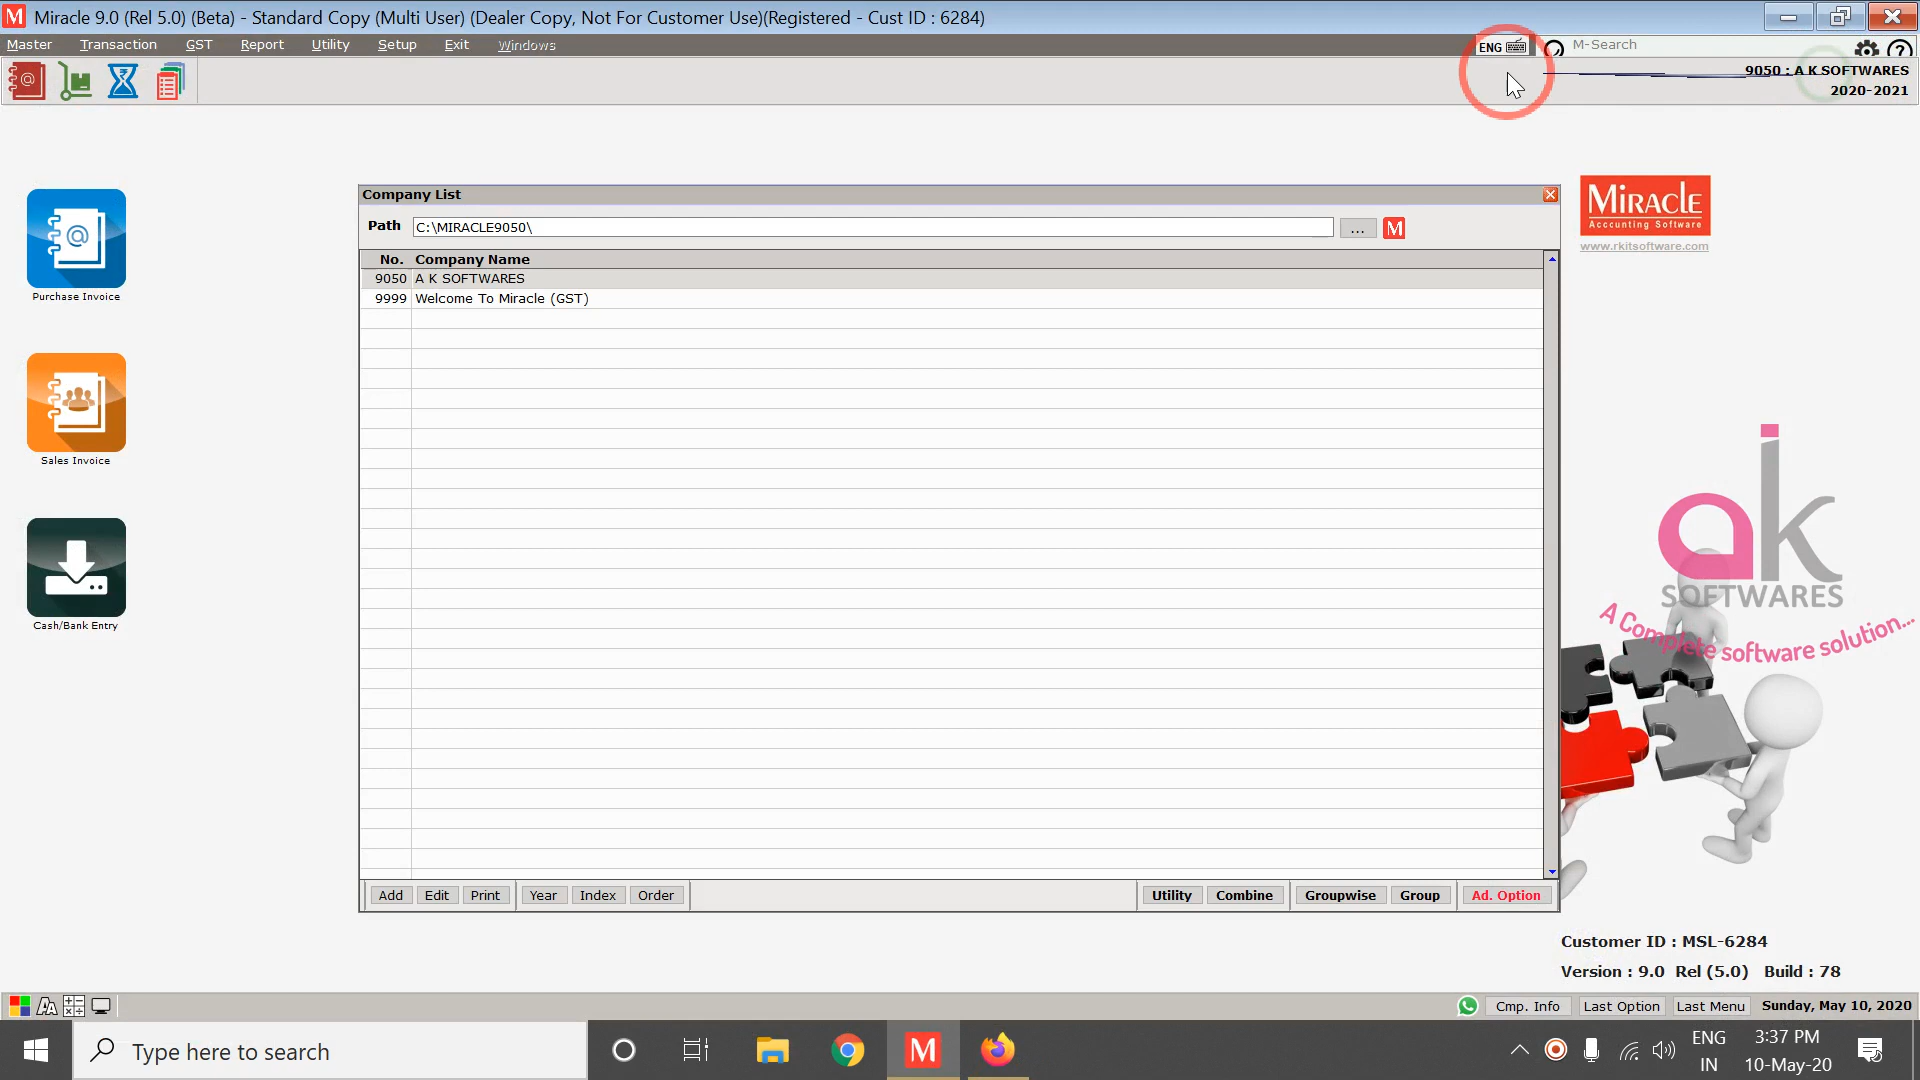 Miracle 9.0 (Rel 5.0) (Beta) - Standard Copy (Multi User) (Dealer Copy, Not For Customer Use)(Registered - Cust ID : 6284)
Master Transaction GST Report Utility Setup Exit Windows
ENG M-Search
9050 : A K SOFTWARES
2020-2021
Company List
Path C:\MIRACLE9050\ ... M
No. Company Name
9050 A K SOFTWARES
9999 Welcome To Miracle (GST)
Purchase Invoice
Sales Invoice
Cash/Bank Entry
MIRACLE
Accounting Software
www.rkitsoftware.com
ak
SOFTWARES
A Complete software solution...
Add Edit Print Year Index Order Utility Combine Groupwise Group Ad. Option
Customer ID : MSL-6284
Version : 9.0 Rel (5.0) Build : 78
Cmp. Info Last Option Last Menu Sunday, May 10, 2020
Type here to search
ENG
IN
3:37 PM
10-May-20